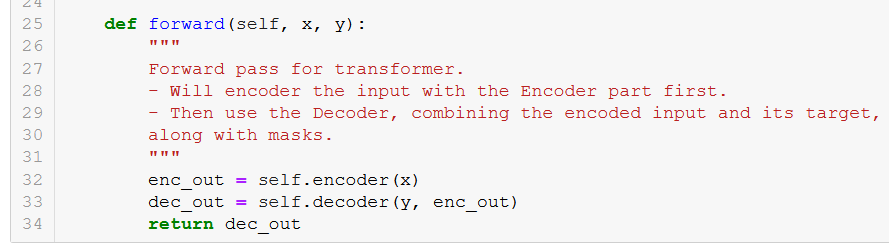 24
25 def forward(self, x, y):
26 """
27 Forward pass for transformer.
28 - Will encoder the input with the Encoder part first.
29 - Then use the Decoder, combining the encoded input and its target,
30 along with masks.
31 """
32 enc_out = self.encoder(x)
33 dec_out = self.decoder(y, enc_out)
34 return dec_out